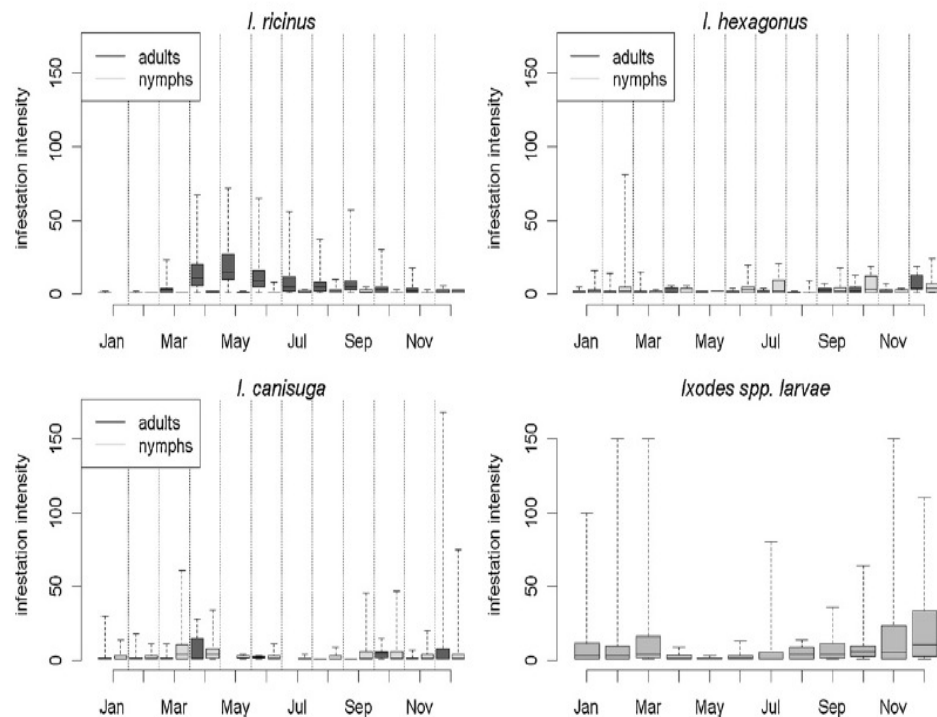 I. ricinus
adults
nymphs
infestation intensity
150
100
50
0
Jan Mar May Jul Sep Nov
I. hexagonus
adults
nymphs
infestation intensity
150
100
50
0
Jan Mar May Jul Sep Nov
I. canisuga
adults
nymphs
infestation intensity
150
100
50
0
Jan Mar May Jul Sep Nov
Ixodes spp. larvae
infestation intensity
150
100
50
0
Jan Mar May Jul Sep Nov